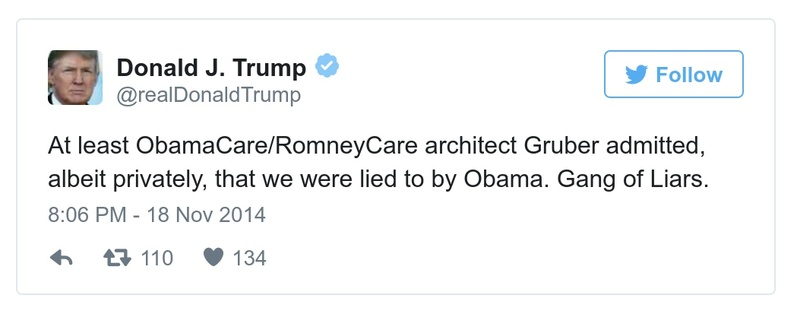 Donald J. Trump
Follow
@realDonaldTrump
At least ObamaCare/RomneyCare architect Gruber admitted,
albeit privately, that we were lied to by Obama. Gang of Liars.
8:06 PM - 18 Nov 2014
110 134